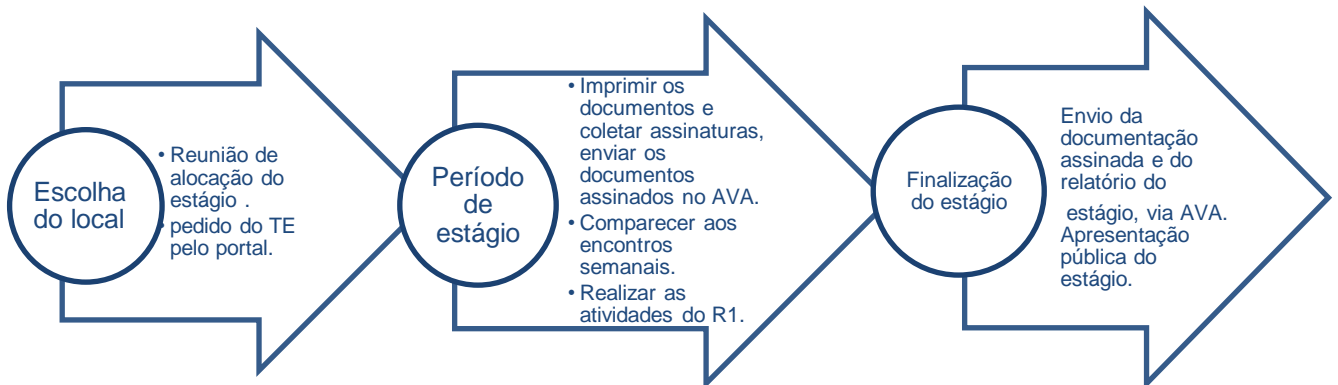 Escolha
do local
• Reunião de
alocação do
estágio .
• pedido do TE
pelo portal.
Período
de
estágio
• Imprimir os
documentos e
coletar assinaturas,
enviar os
documentos
assinados no AVA.
• Comparecer aos
encontros
semanais.
• Realizar as
atividades do R1.
Finalização
do estágio
Envio da
documentação
assinada e do
relatório do
estágio, via AVA.
Apresentação
pública do
estágio.